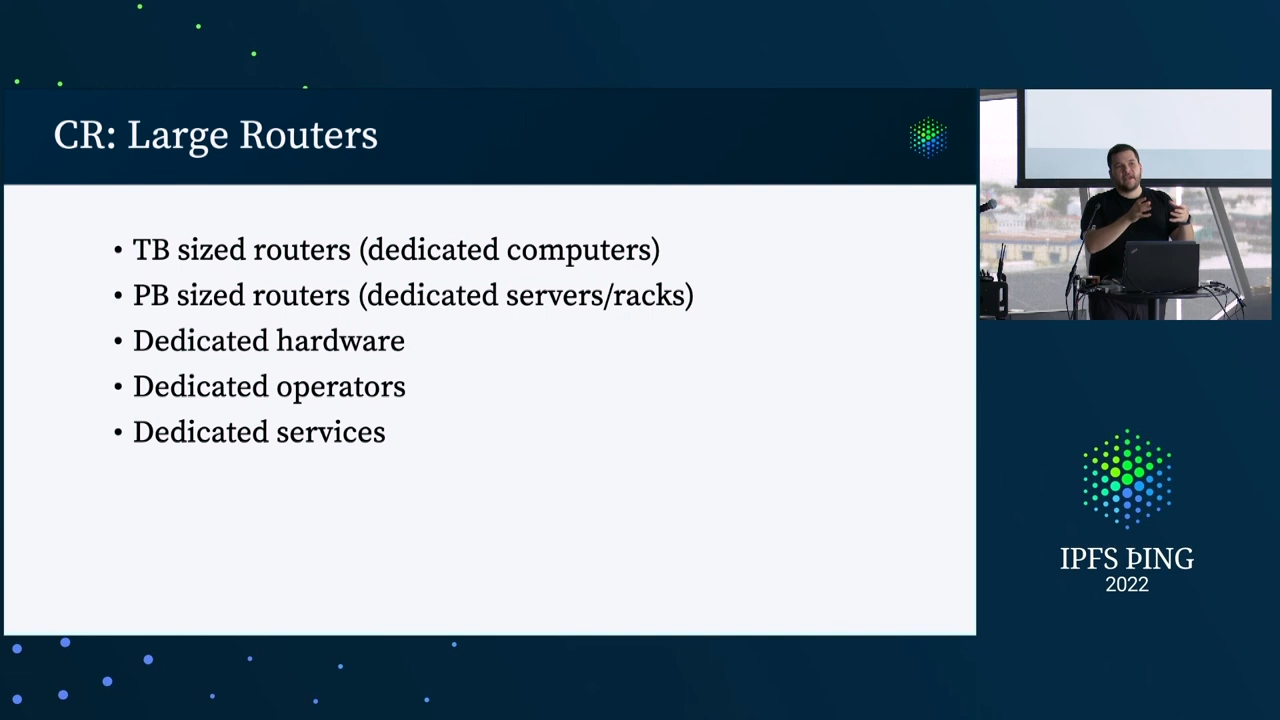 CR: Large Routers
• TB sized routers (dedicated computers)
• PB sized routers (dedicated servers/racks)
• Dedicated hardware
• Dedicated operators
• Dedicated services
IPFS ÞING
2022